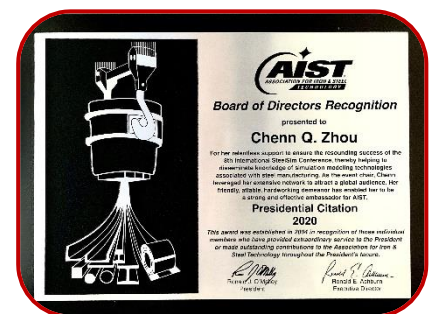 AIST
ASSOCIATION FOR IRON & STEEL
TECHNOLOGY
Board of Directors Recognition
presented to
Chenn Q. Zhou
For her relentless support to ensure the resounding success of the
8th International SteelSim Conference, thereby helping to
disseminate knowledge of simulation modeling technologies
associated with steel manufacturing. As the event chair, Chenn
leveraged her extensive network to attract a global audience. Her
friendly, affable, hardworking demeanor has enabled her to be
a strong and effective ambassador for AIST.
Presidential Citation
2020
This award was established in 2004 in recognition of those individual
members who have provided extraordinary service to the President
or made outstanding contributions to the Association for Iron &
Steel Technology throughout the President's tenure.
Ronald J. O'Malley
Ronald E. Ashburn
President
Executive Director